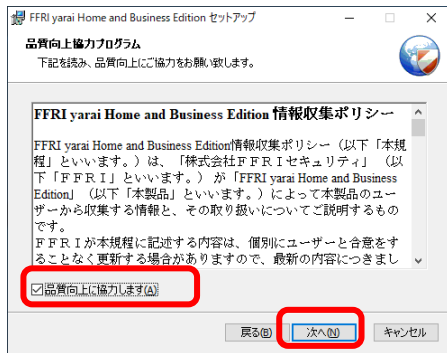 FFRI yarai Home and Business Edition セットアップ
品質向上協力プログラム
下記を読み、品質向上にご協力をお願い致します。
FFRI yarai Home and Business Edition 情報収集ポリシー
FFRI yarai Home and Business Edition情報収集ポリシー（以下「本規
程」といいます。）は、「株式会社ＦＦＲＩセキュリティ」（以
下「ＦＦＲＩ」といいます。）が「FFRI yarai Home and Business
Edition」（以下「本製品」といいます。）によって本製品のユー
ザーから収集する情報と、その取り扱いについてご説明するもの
です。
ＦＦＲＩが本規程に記述する内容は、個別にユーザーと合意をす
ることなく更新する場合がありますので、最新の内容につきまし
品質向上に協力します(A)
戻る(B) 次へ(N) キャンセル